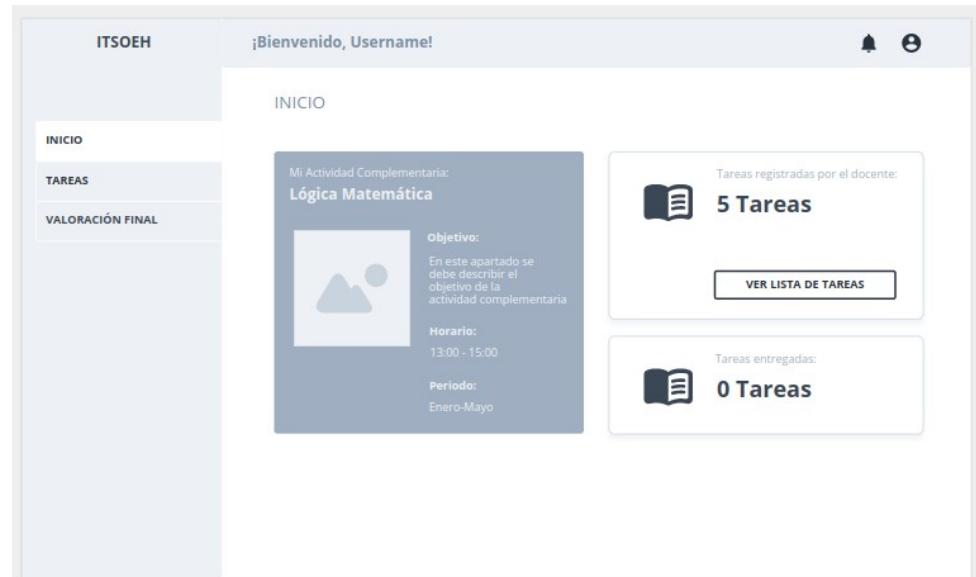 ITSOEH
¡Bienvenido, Username!
INICIO
INICIO
TAREAS
VALORACIÓN FINAL
Mi Actividad Complementaria:
Lógica Matemática
Objetivo:
En este apartado se
debe describir el
objetivo de la
actividad complementaria
Horario:
13:00 - 15:00
Periodo:
Enero-Mayo
Tareas registradas por el docente:
5 Tareas
VER LISTA DE TAREAS
Tareas entregadas:
0 Tareas